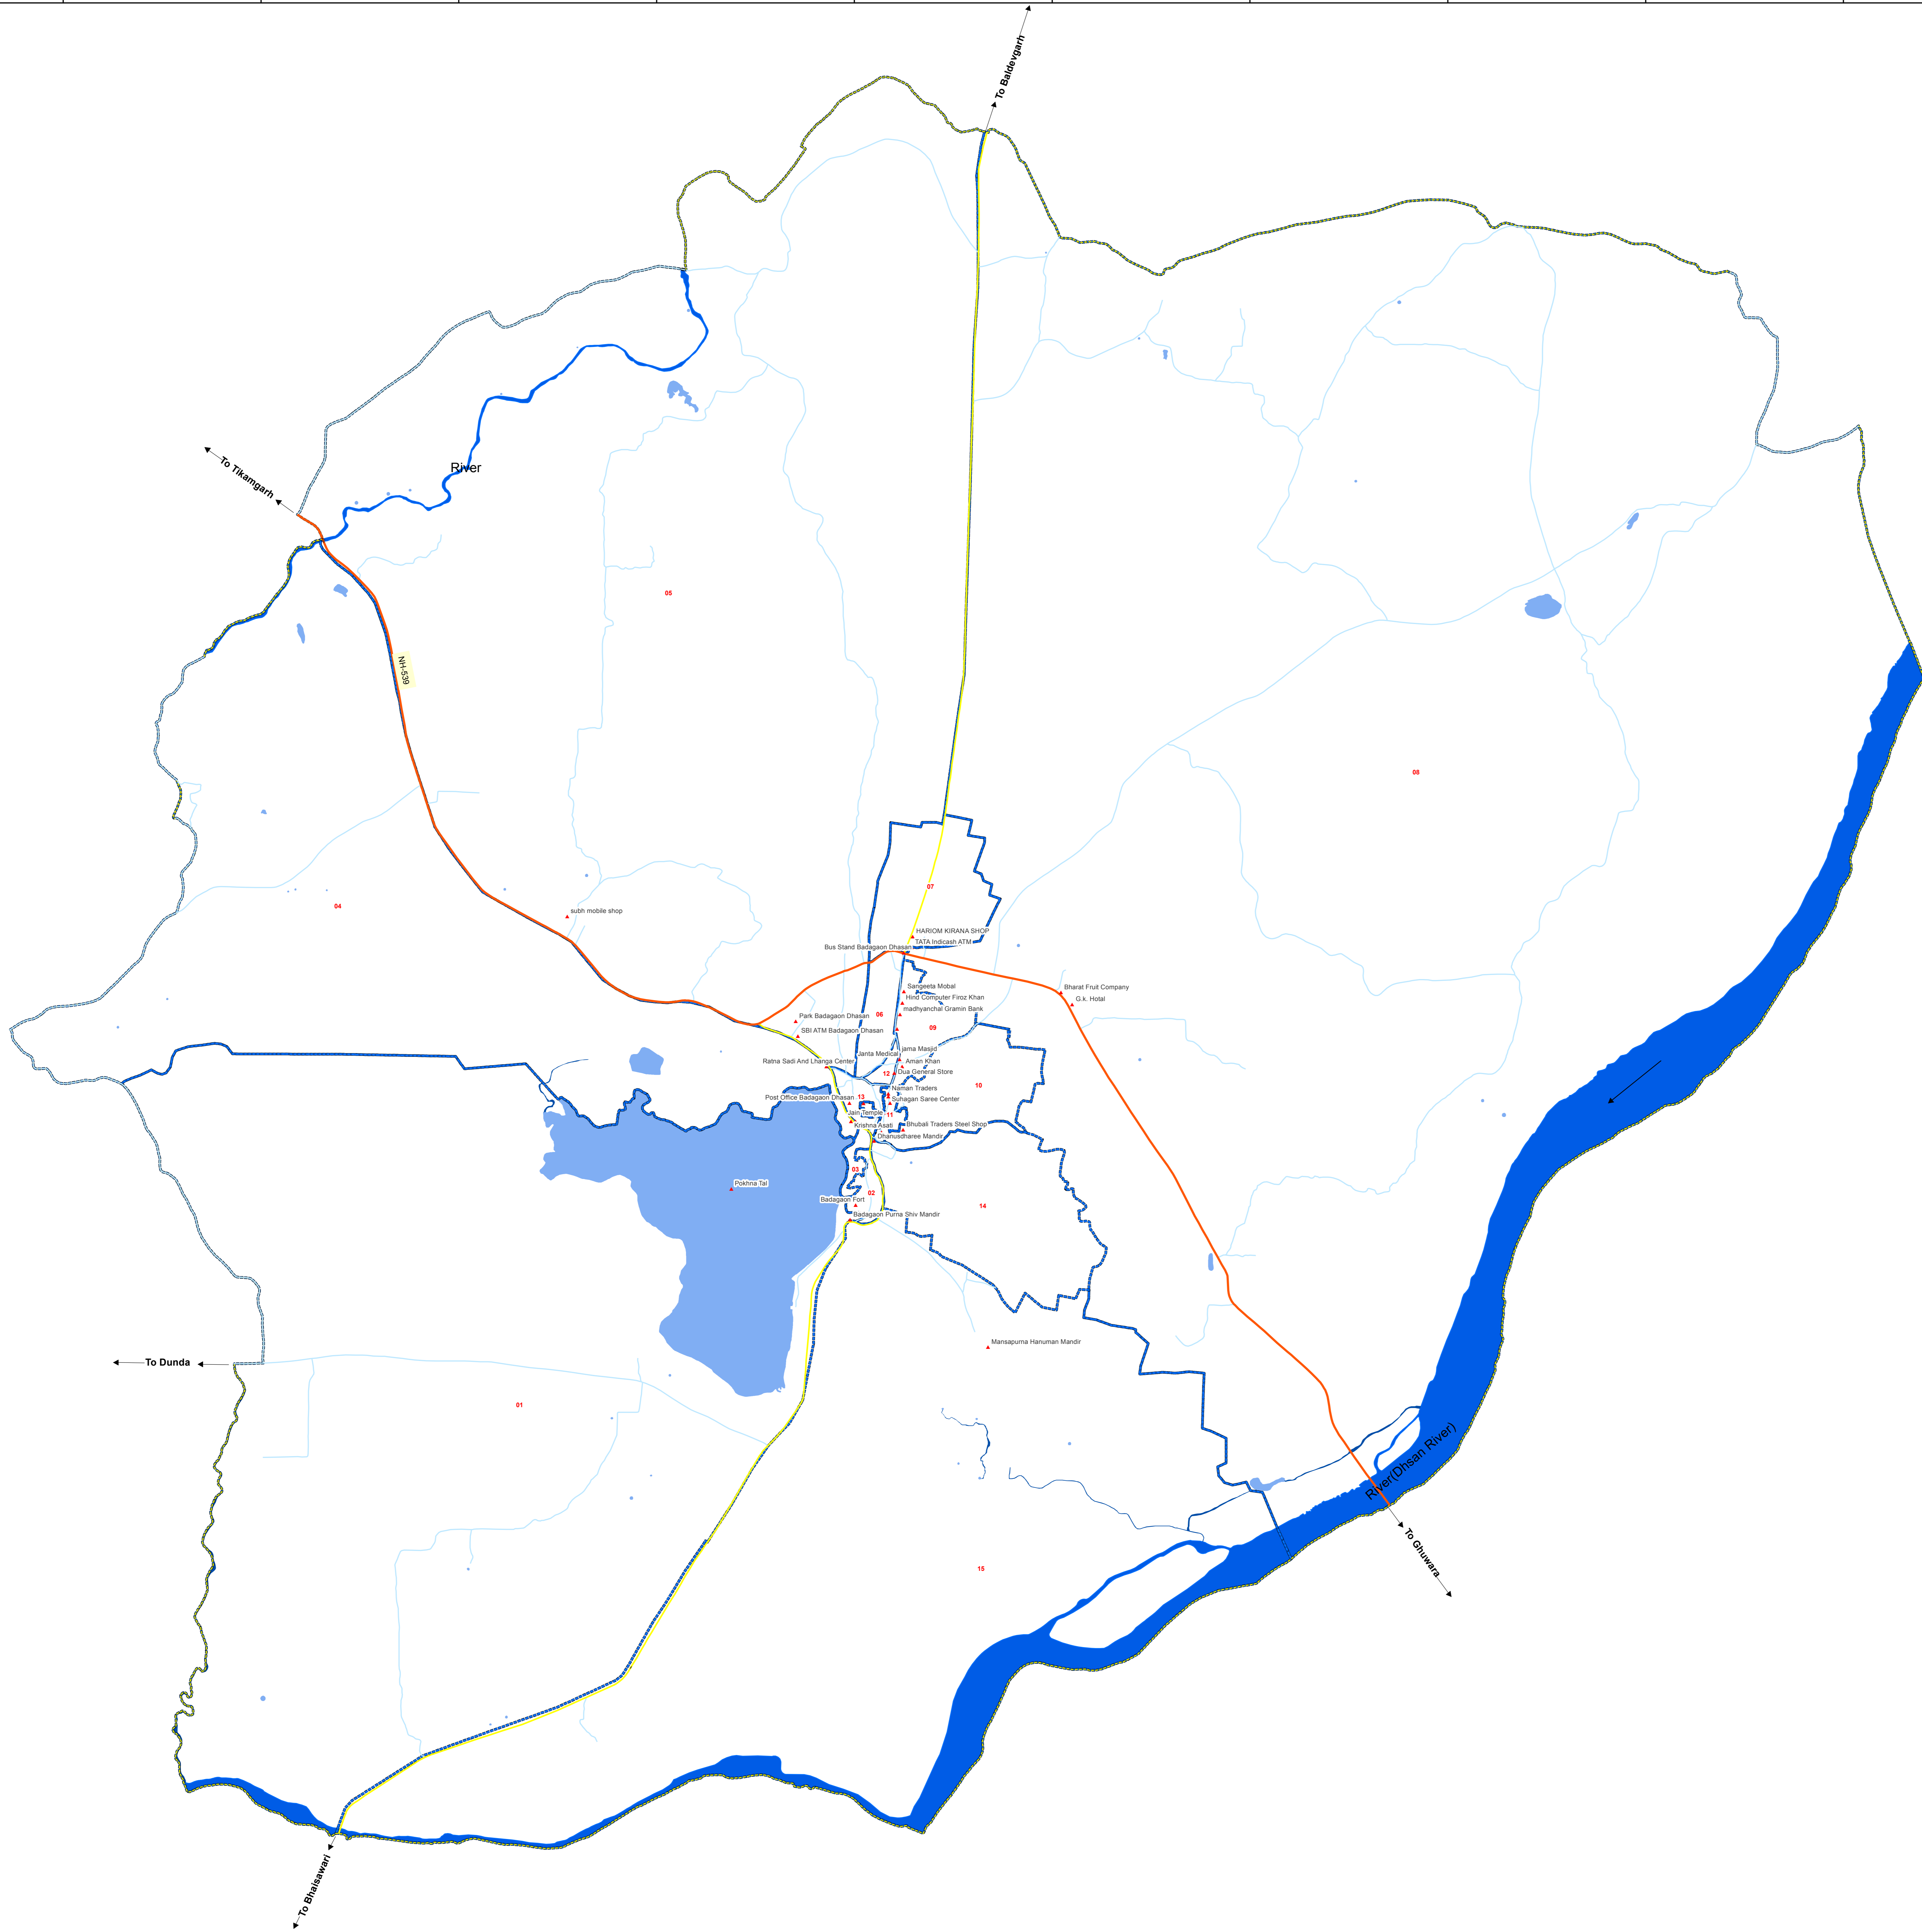 To Baldevgarh
To Tikamgarh
River
NH-539
05
08
07
04
subh mobile shop
HARIOM KIRANA SHOP
TATA Indicash ATM
Bus Stand Badagaon Dhasan
Sangeeta Mobal
Bharat Fruit Company
Hind Computer Firoz Khan
G.k. Hotal
madhyanchal Gramin Bank
06
Park Badagaon Dhasan
09
SBI ATM Badagaon Dhasan
jama Masjid
Janta Medical
Ratna Sadi And Lhanga Center
Aman Khan
12
Dua General Store
10
Naman Traders
Post Office Badagaon Dhasan
13
Suhagan Saree Center
Jain Temple
11
Krishna Asati
Bhubali Traders Steel Shop
Dhanusdharee Mandir
03
Pokhna Tal
02
Badagaon Fort
14
Badagaon Purna Shiv Mandir
Mansapurna Hanuman Mandir
To Dunda
01
River(Dhsan River)
To Ghuwara
15
To Bhaisawari